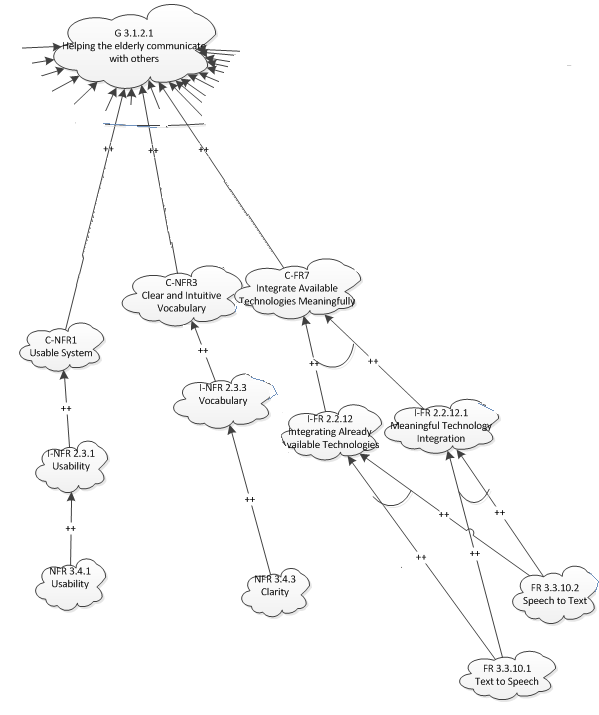 G 3.1.2.1
Helping the elderly communicate
with others
++ ++ ++
C-NFR3
Clear and Intuitive
Vocabulary
C-FR7
Integrate Available
Technologies Meaningfully
C-NFR1
Usable System
++
++
++
I-NFR 2.3.3
Vocabulary
++
I-FR 2.2.12
Integrating Already
Available Technologies
I-FR 2.2.12.1
Meaningful Technology
Integration
I-NFR 2.3.1
Usability
++
++
++
++
++
++
NFR 3.4.1
Usability
NFR 3.4.3
Clarity
FR 3.3.10.2
Speech to Text
FR 3.3.10.1
Text to Speech